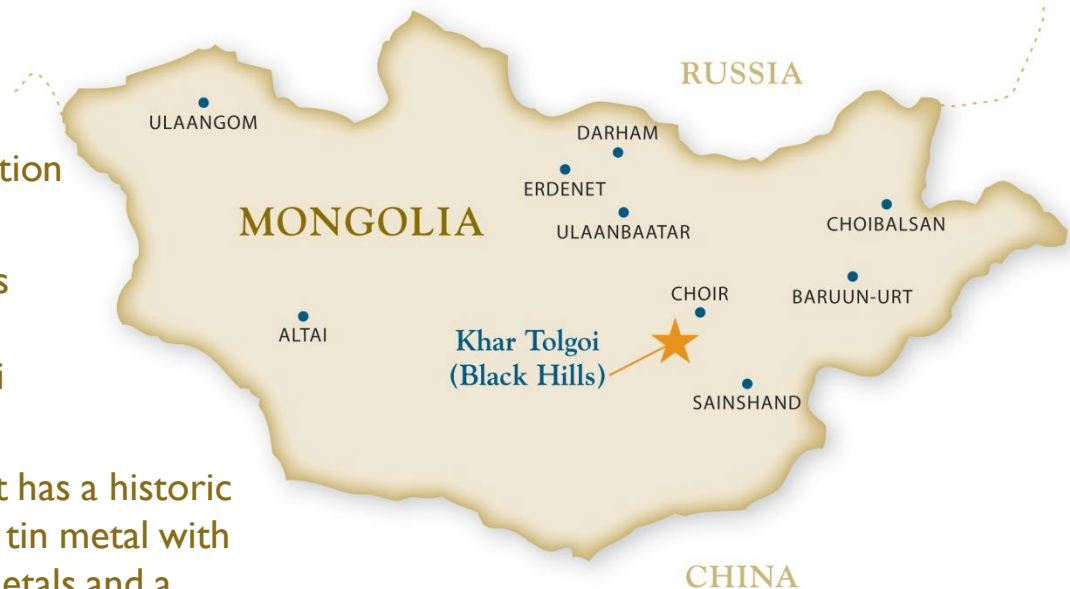 RUSSIA
ULAANGOM
DARHAM
ERDENET
MONGOLIA
ULAANBAATAR
CHOIBALSAN
CHOIR
BARUUN-URT
ALTAI
Khar Tolgoi
(Black Hills)
SAINSHAND
CHINA
tion
s
i
t has a historic
tin metal with
etals and a